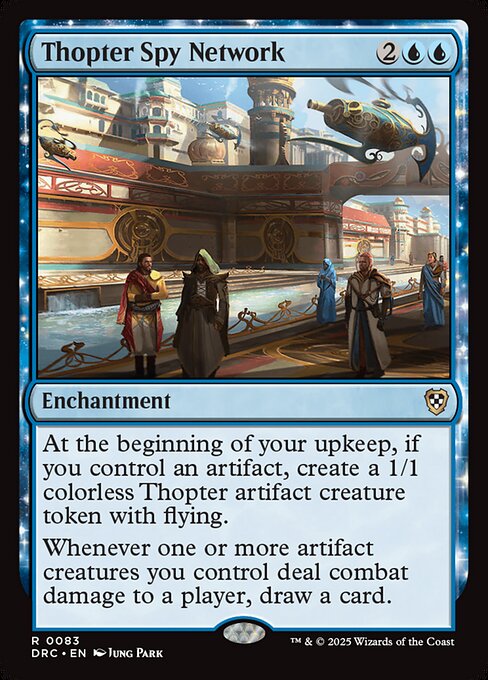 Thopter Spy Network 2
Enchantment
At the beginning of your upkeep, if
you control an artifact, create a 1/1
colorless Thopter artifact creature
token with flying.
Whenever one or more artifact
creatures you control deal combat
damage to a player, draw a card.
R 0083
DRC • EN Jung Park
™ & © 2025 Wizards of the Coast